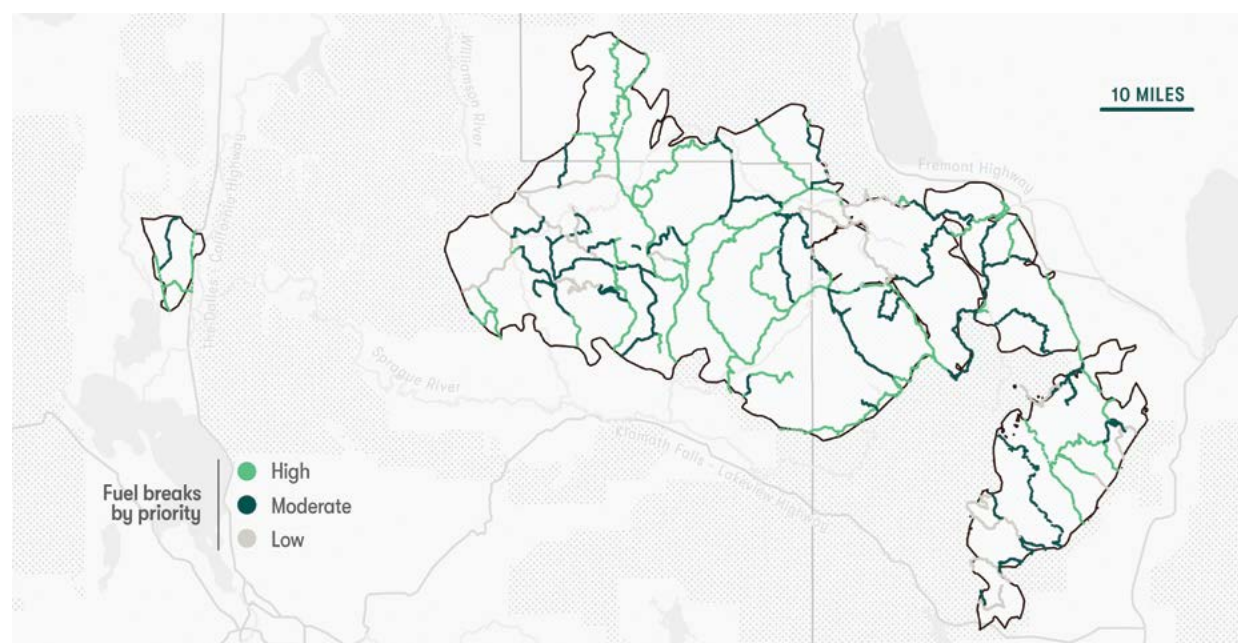 Williamson River
10 MILES
Fremont Highway
The Dalles California Highway
Sprague River
Klamath Falls - Lakeview Highway
Fuel breaks
by priority
High
Moderate
Low